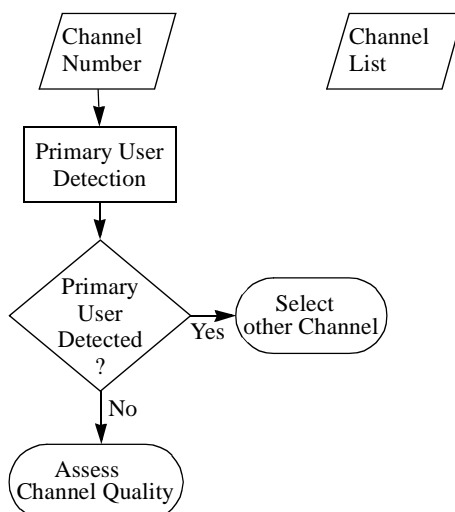 Channel
Number
Channel
List
Primary User
Detection
Primary
User
Detected
?
Yes
Select
other Channel
No
Assess
Channel Quality